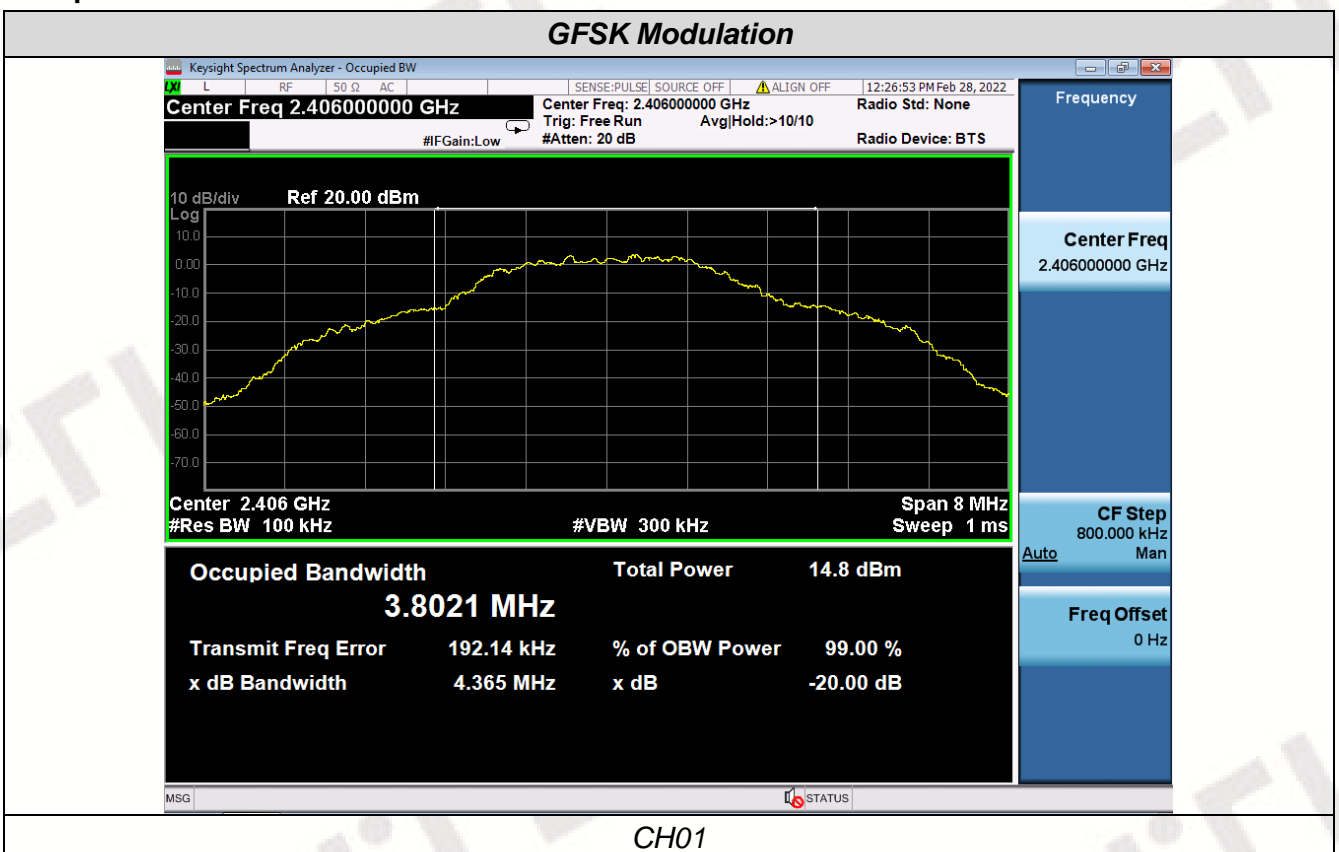 GFSK Modulation
Keysight Spectrum Analyzer - Occupied BW
LXI L RF 50 Ω AC SENSE:PULSE SOURCE OFF ALIGN OFF 12:26:53 PM Feb 28, 2022
Center Freq 2.406000000 GHz
Center Freq: 2.406000000 GHz Radio Std: None
Trig: Free Run Avg|Hold:>10/10
#IFGain:Low #Atten: 20 dB Radio Device: BTS
Frequency
10 dB/div Ref 20.00 dBm
Log
10.0
0.00
-10.0
-20.0
-30.0
-40.0
-50.0
-60.0
-70.0
Center 2.406 GHz Span 8 MHz
#Res BW 100 kHz #VBW 300 kHz Sweep 1 ms
Center Freq
2.406000000 GHz
CF Step
800.000 kHz
Auto Man
Freq Offset
0 Hz
Occupied Bandwidth Total Power 14.8 dBm
3.8021 MHz
Transmit Freq Error 192.14 kHz % of OBW Power 99.00 %
x dB Bandwidth 4.365 MHz x dB -20.00 dB
MSG STATUS
CH01